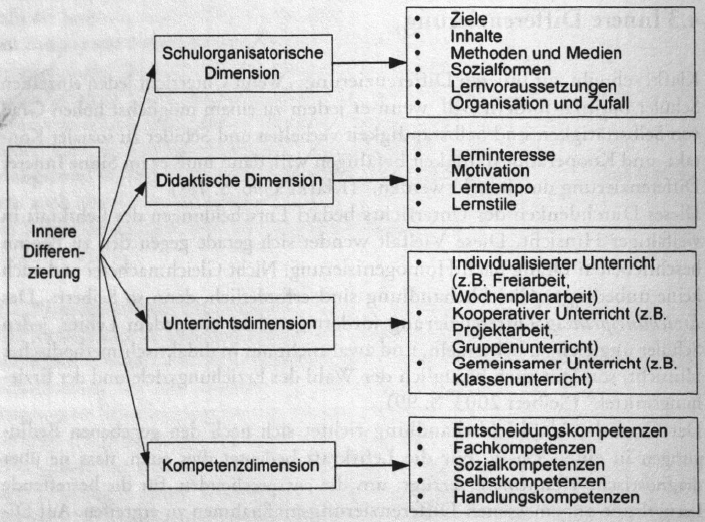 Innere
Differen-
zierung
Schulorganisatorische
Dimension
• Ziele
• Inhalte
• Methoden und Medien
• Sozialformen
• Lernvoraussetzungen
• Organisation und Zufall
Didaktische Dimension
• Lerninteresse
• Motivation
• Lerntempo
• Lernstile
Unterrichtsdimension
• Individualisierter Unterricht
(z.B. Freiarbeit,
Wochenplanarbeit)
• Kooperativer Unterricht (z.B.
Projektarbeit,
Gruppenunterricht)
• Gemeinsamer Unterricht (z.B.
Klassenunterricht)
Kompetenzdimension
• Entscheidungskompetenzen
• Fachkompetenzen
• Sozialkompetenzen
• Selbstkompetenzen
• Handlungskompetenzen